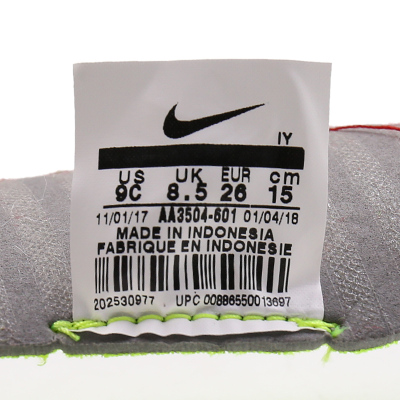 IY
US UK EUR cm
9C 8.5 26 15
11/01/17 AA3504-601 01/04/18
MADE IN INDONESIA
FABRIQUE EN INDONESIE
202530977 UPC 00886550013697